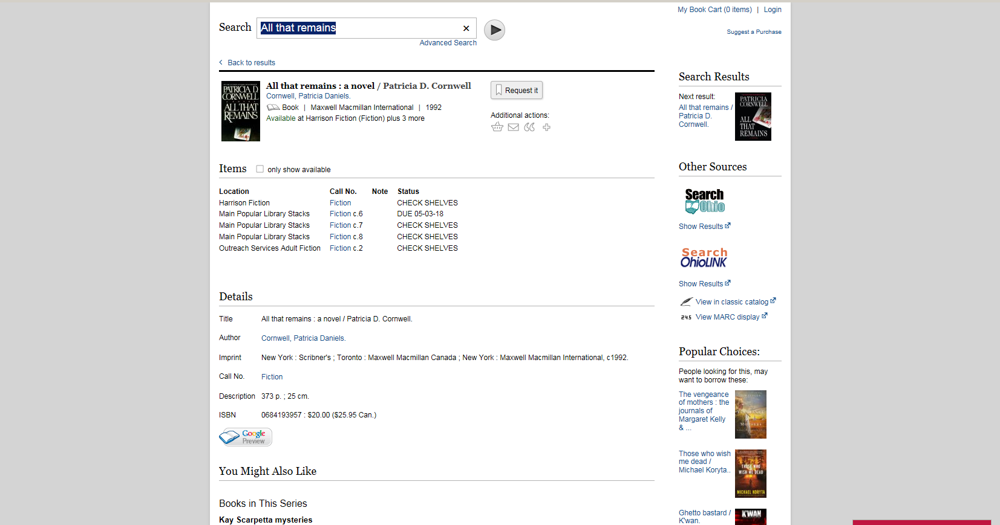 My Book Cart (0 items) | Login
Search
All that remains
Advanced Search
Suggest a Purchase
Back to results
PATRICIA D.
CORNWELL
ALL THAT
REMAINS
All that remains : a novel / Patricia D. Cornwell
Cornwell, Patricia Daniels.
Book | Maxwell Macmillan International | 1992
Available at Harrison Fiction (Fiction) plus 3 more
Request it
Additional actions:
Items
only show available
Location Call No. Note Status
Harrison Fiction Fiction CHECK SHELVES
Main Popular Library Stacks Fiction c.6 DUE 05-03-18
Main Popular Library Stacks Fiction c.7 CHECK SHELVES
Main Popular Library Stacks Fiction c.8 CHECK SHELVES
Outreach Services Adult Fiction Fiction c.2 CHECK SHELVES
Details
Title All that remains : a novel / Patricia D. Cornwell.
Author Cornwell, Patricia Daniels.
Imprint New York : Scribner's ; Toronto : Maxwell Macmillan Canada ; New York : Maxwell Macmillan International, c1992.
Call No. Fiction
Description 373 p. ; 25 cm.
ISBN 0684193957 : $20.00 ($25.95 Can.)
Google
Preview
You Might Also Like
Books in This Series
Kay Scarpetta mysteries
Search Results
Next result:
All that remains /
Patricia D.
Cornwell.
PATRICIA
CORNWELL
ALL
THAT
REMAINS
Other Sources
Search
Ohio
Show Results
Search
OhioLINK
Show Results
View in classic catalog
245 View MARC display
Popular Choices:
People looking for this, may
want to borrow these:
The vengeance
of mothers : the
journals of
Margaret Kelly
& ...
VENGEANCE
MOTHERS
Those who wish
me dead /
Michael Koryta..
THOSE WHO
WISH ME DEAD
MICHAEL KORYTA
Ghetto bastard /
K'wan.
K'WAN